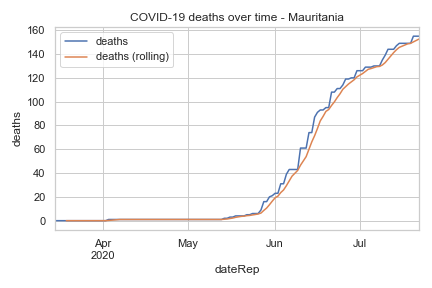 COVID-19 deaths over time - Mauritania
deaths
deaths (rolling)
160
140
120
100
80
60
40
20
0
deaths
Apr
2020
May
Jun
Jul
dateRep